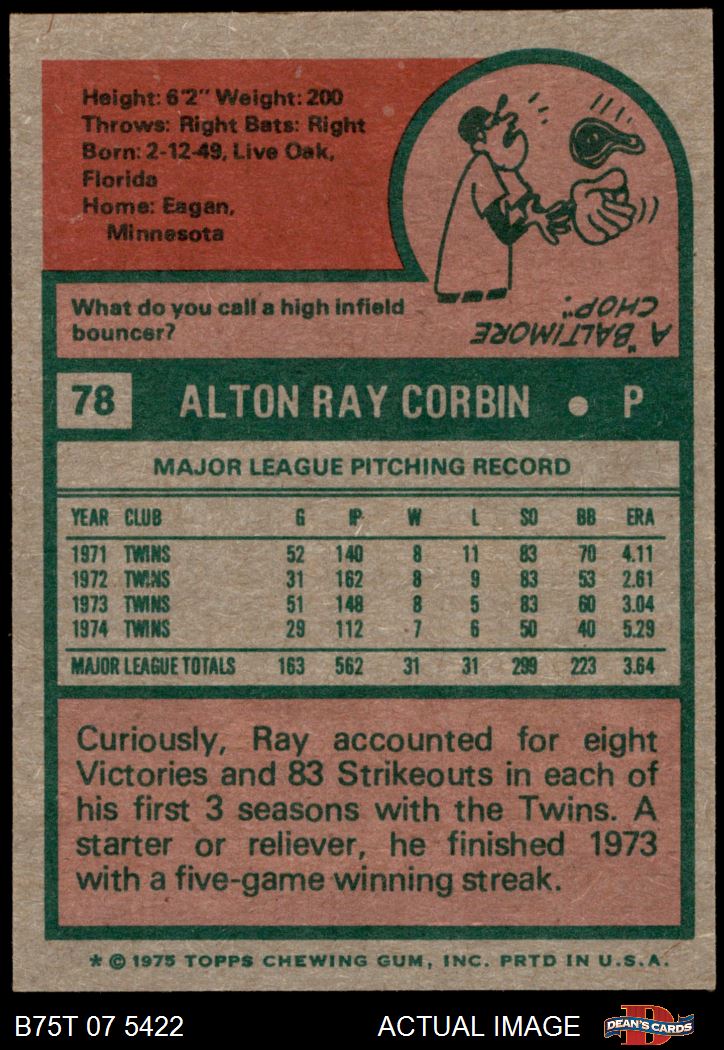 Height: 6'2" Weight: 200
Throws: Right Bats: Right
Born: 2-12-49, Live Oak,
Florida
Home: Eagan,
Minnesota
What do you call a high infield
bouncer?
A "BALTIMORE
CHOP".
78 ALTON RAY CORBIN • P
MAJOR LEAGUE PITCHING RECORD
YEAR CLUB G IP W L SO BB ERA
1971 TWINS 52 140 8 11 83 70 4.11
1972 TWINS 31 162 8 9 83 53 2.61
1973 TWINS 51 148 8 5 83 60 3.04
1974 TWINS 29 112 7 6 50 40 5.29
MAJOR LEAGUE TOTALS 163 562 31 31 299 223 3.64
Curiously, Ray accounted for eight
Victories and 83 Strikeouts in each of
his first 3 seasons with the Twins. A
starter or reliever, he finished 1973
with a five-game winning streak.
* © 1975 TOPPS CHEWING GUM, INC. PRTD IN U.S.A.
B75T 07 5422 ACTUAL IMAGE D DEAN'S CARDS